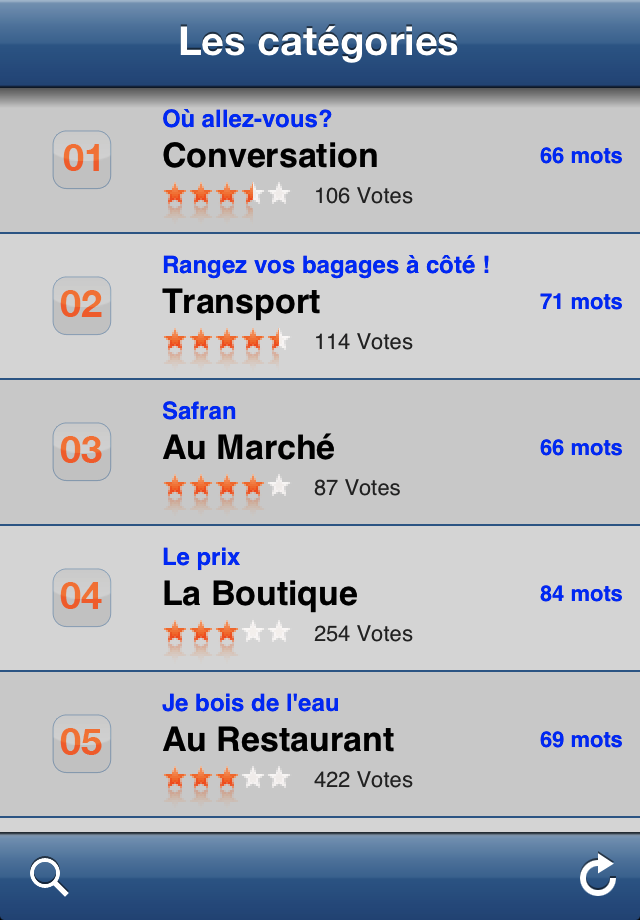 Les catégories
01
Où allez-vous?
Conversation
66 mots
106 Votes
02
Rangez vos bagages à côté !
Transport
71 mots
114 Votes
03
Safran
Au Marché
66 mots
87 Votes
04
Le prix
La Boutique
84 mots
254 Votes
05
Je bois de l'eau
Au Restaurant
69 mots
422 Votes